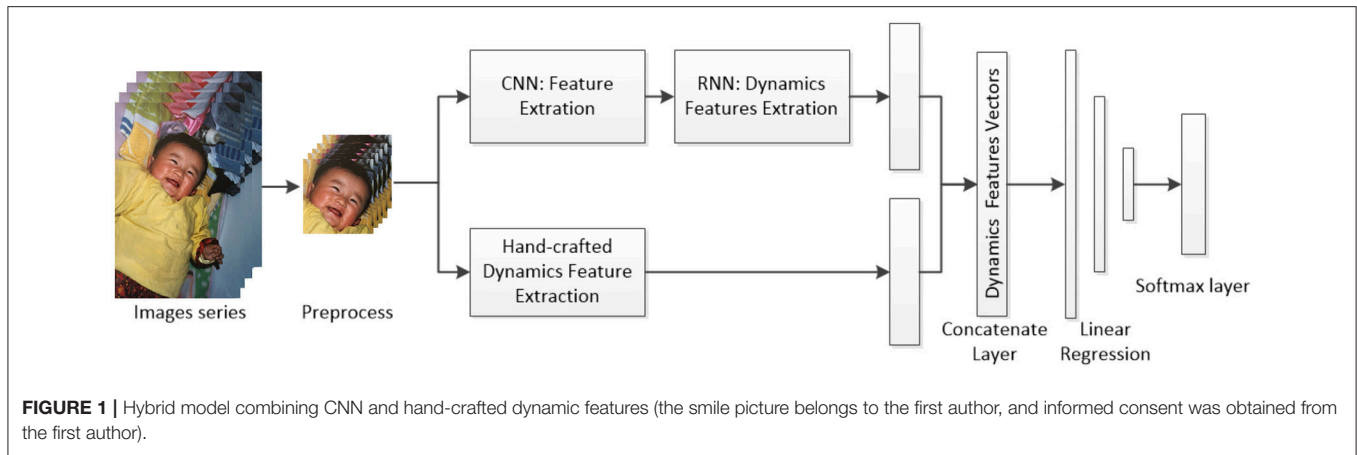 CNN: Feature
Extration
RNN: Dynamics
Features Extration
Hand-crafted
Dynamics Feature
Extraction
Images series
Preprocess
Dynamics Features Vectors
Concatenate
Layer
Linear
Regression
Softmax layer
FIGURE 1 | Hybrid model combining CNN and hand-crafted dynamic features (the smile picture belongs to the first author, and informed consent was obtained from
the first author).